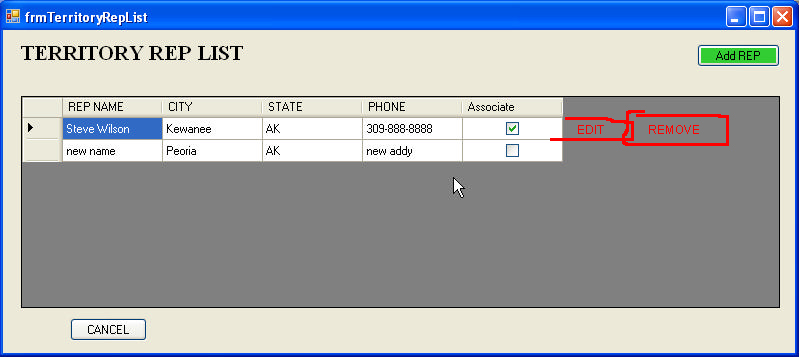 frmTerritoryRepList
TERRITORY REP LIST
Add REP
REP NAME CITY STATE PHONE Associate
Steve Wilson Kewanee AK 309-888-8888 EDIT REMOVE
new name Peoria AK new addy
CANCEL